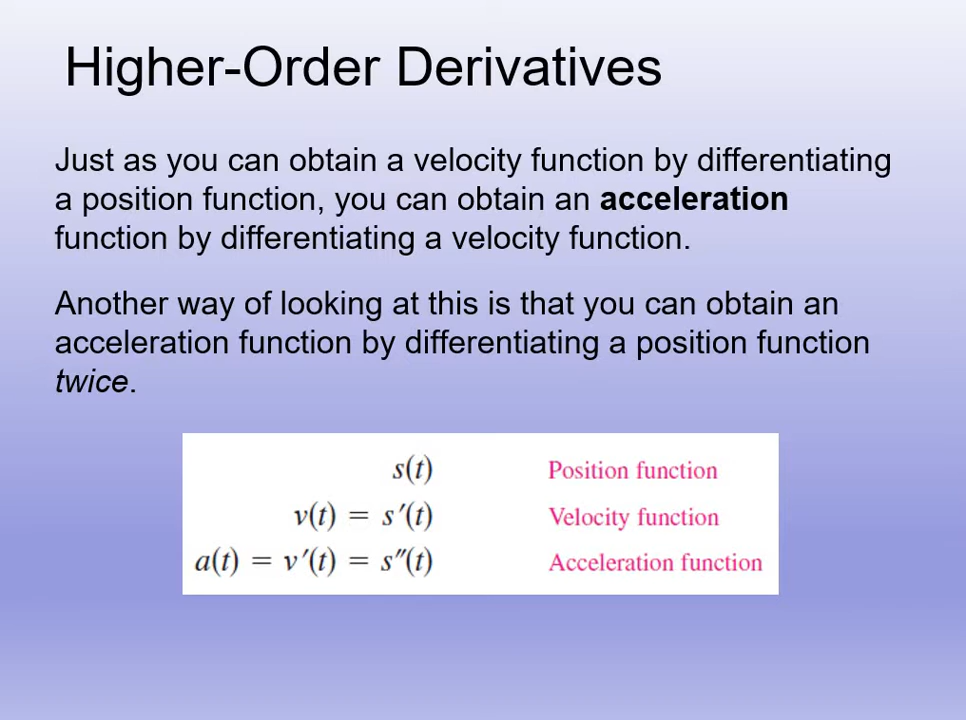 Higher-Order Derivatives
Just as you can obtain a velocity function by differentiating
a position function, you can obtain an acceleration
function by differentiating a velocity function.
Another way of looking at this is that you can obtain an
acceleration function by differentiating a position function
twice.
s(t) Position function
v(t) = s′(t) Velocity function
a(t) = v′(t) = s″(t) Acceleration function